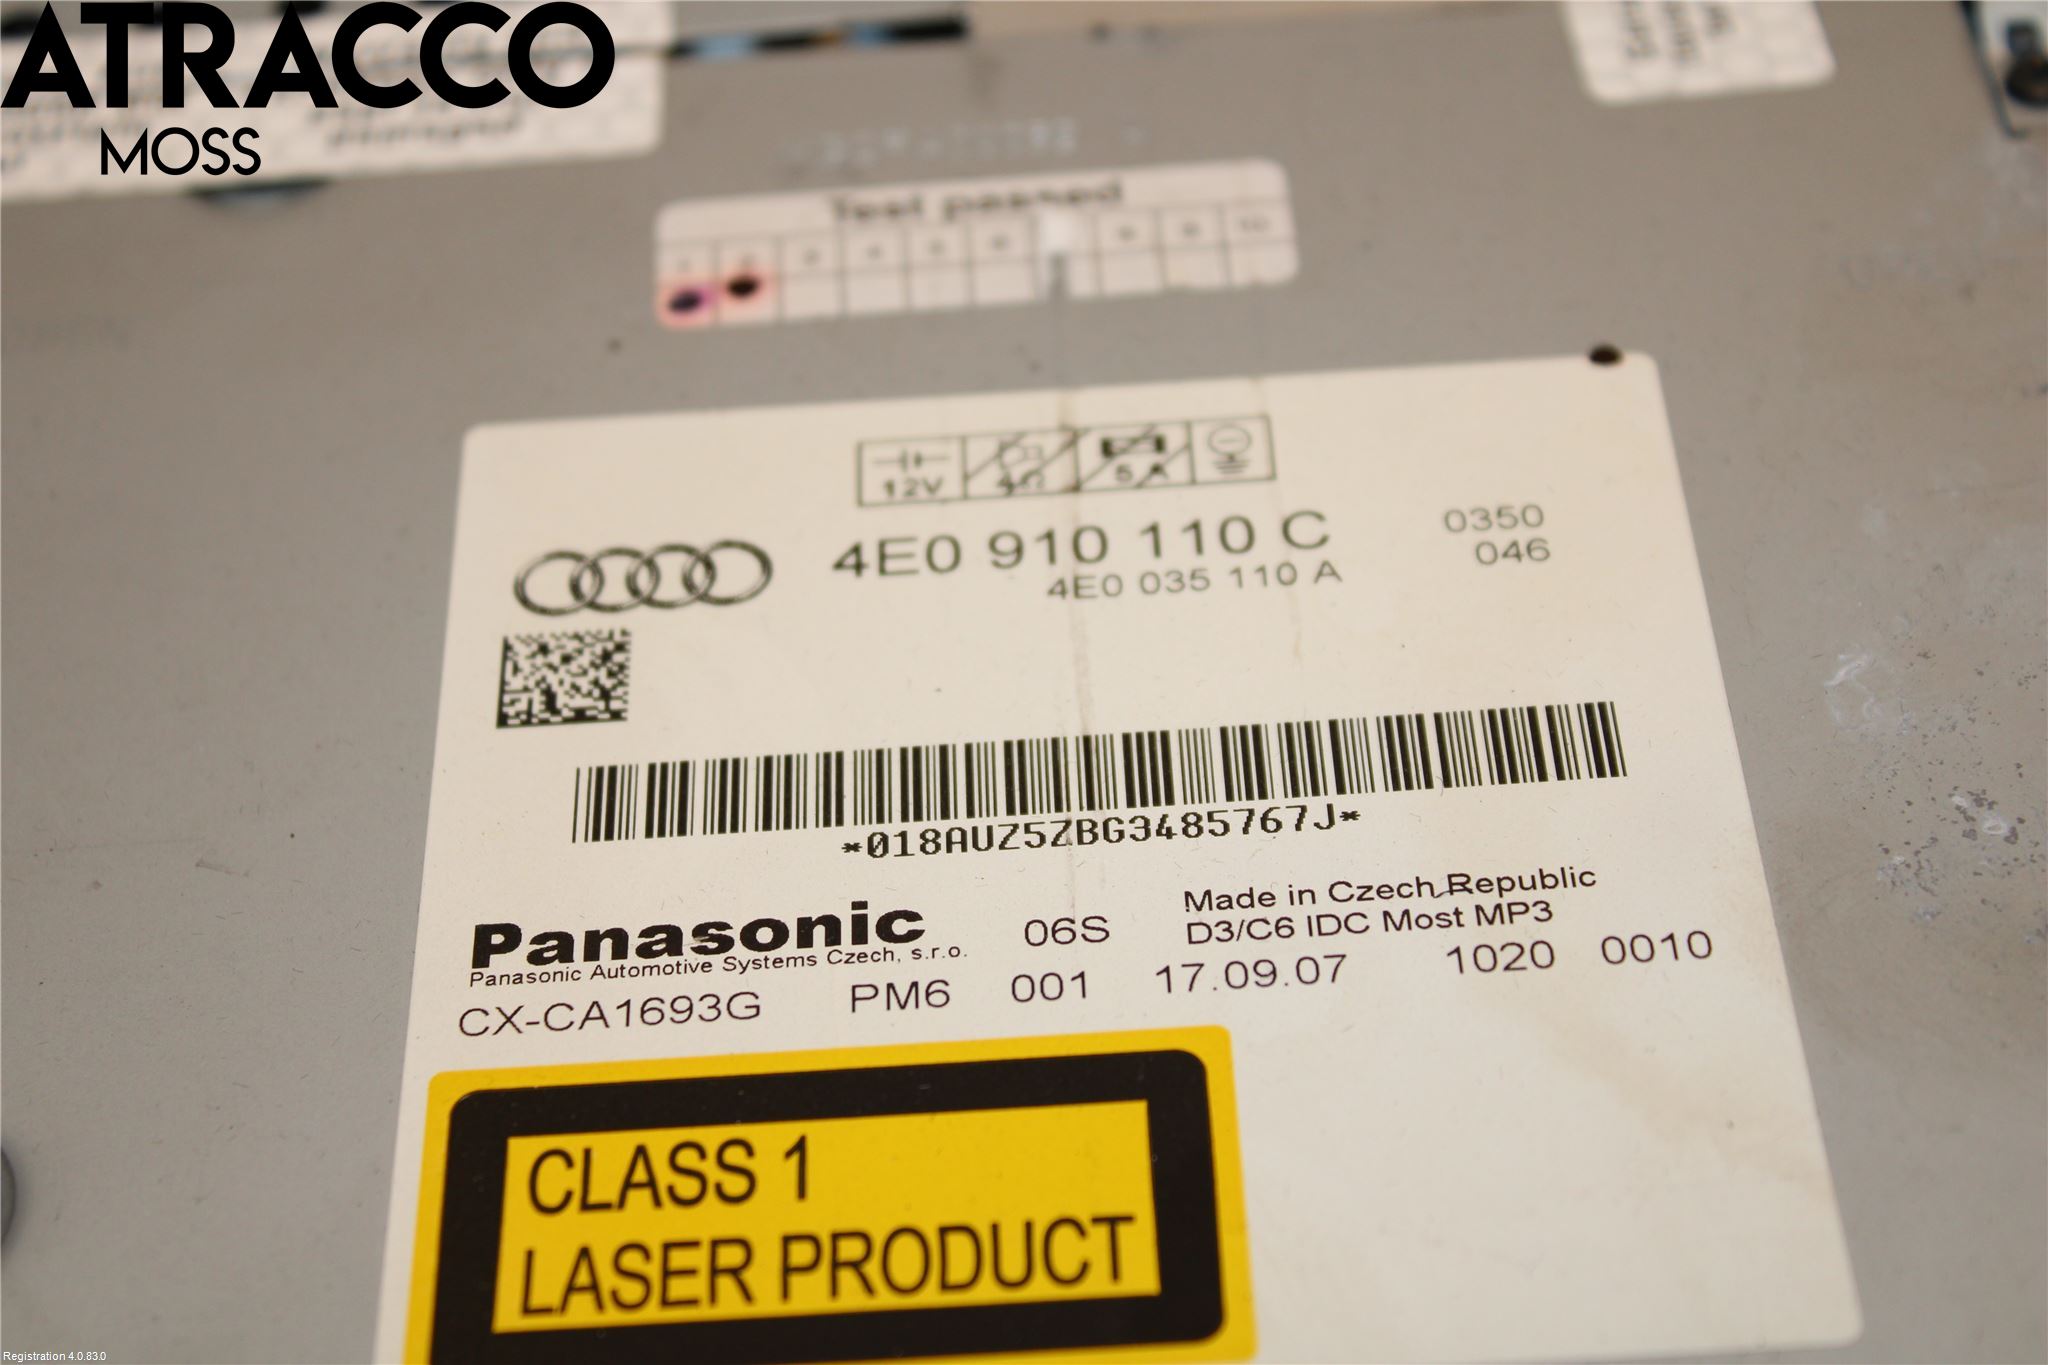 ATRACCO
MOSS
Test passed
12V 4Ω 5 A
4E0 910 110 C 0350
4E0 035 110 A 046
*018AUZ5ZBG3485767J*
Panasonic 06S Made in Czech Republic
Panasonic Automotive Systems Czech, s.r.o. D3/C6 IDC Most MP3
CX-CA1693G PM6 001 17.09.07 1020 0010
CLASS 1
LASER PRODUCT
Registration 4.0.83.0